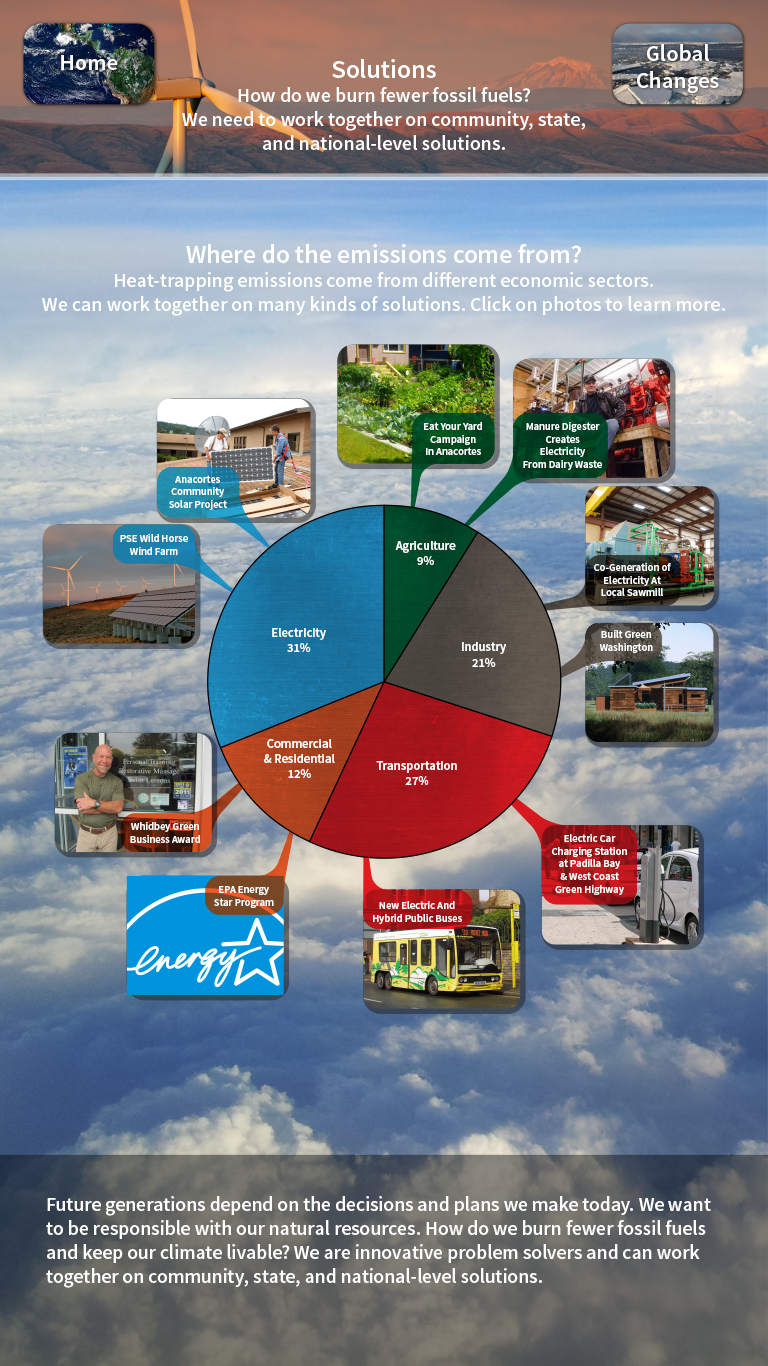 Home
Global
Changes
Solutions
How do we burn fewer fossil fuels?
We need to work together on community, state,
and national-level solutions.
Where do the emissions come from?
Heat-trapping emissions come from different economic sectors.
We can work together on many kinds of solutions. Click on photos to learn more.
Eat Your Yard
Campaign
In Anacortes
Manure Digester
Creates
Electricity
From Dairy Waste
Anacortes
Community
Solar Project
PSE Wild Horse
Wind Farm
Co-Generation of
Electricity At
Local Sawmill
Built Green
Washington
Agriculture
9%
Electricity
31%
Industry
21%
Commercial
& Residential
12%
Transportation
27%
Personal Training
Restorative Massage
Swim Lessons
2011
Whidbey Green
Business Award
EPA Energy
Star Program
energy
New Electric And
Hybrid Public Buses
Electric Car
Charging Station
at Padilla Bay
& West Coast
Green Highway
Future generations depend on the decisions and plans we make today. We want
to be responsible with our natural resources. How do we burn fewer fossil fuels
and keep our climate livable? We are innovative problem solvers and can work
together on community, state, and national-level solutions.